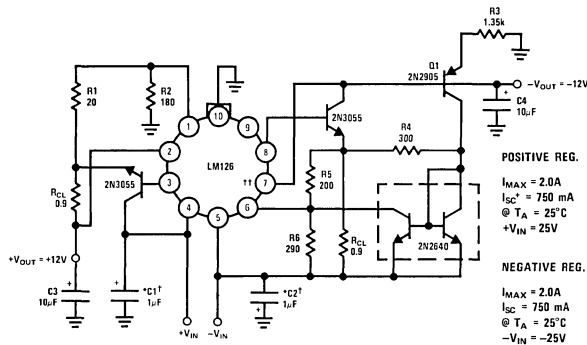 R3
1.35k
Q1
2N2905
−VOUT = −12V
C4
10μF
+
R1
20
R2
180
1
10
9
8
2
LM126
3
††
7
4
5
6
2N3055
2N3055
R4
300
R5
200
RCL
0.9
R6
290
RCL
0.9
2N2640
+VOUT = +12V
C3
10μF
+
*C1†
1μF
+
*C2†
1μF
+
+VIN
−VIN
POSITIVE REG.
IMAX = 2.0A
ISC† = 750 mA
@ TA = 25°C
+VIN = 25V
NEGATIVE REG.
IMAX = 2.0A
ISC = 750 mA
@ TA = 25°C
−VIN = −25V